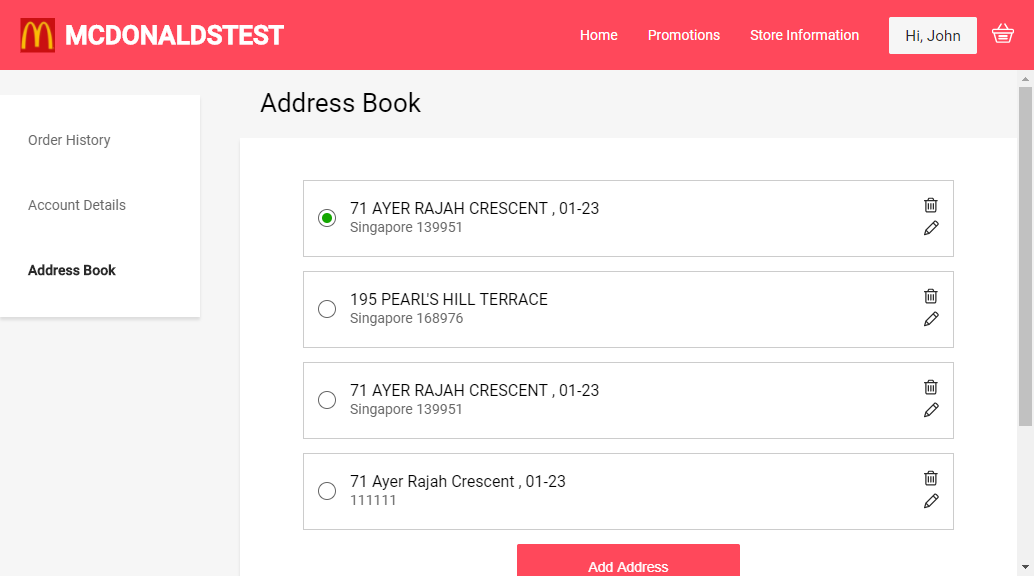 MCDONALDSTEST
Home
Promotions
Store Information
Hi, John
Order History
Account Details
Address Book
Address Book
71 AYER RAJAH CRESCENT , 01-23
Singapore 139951
195 PEARL'S HILL TERRACE
Singapore 168976
71 AYER RAJAH CRESCENT , 01-23
Singapore 139951
71 Ayer Rajah Crescent , 01-23
111111
Add Address